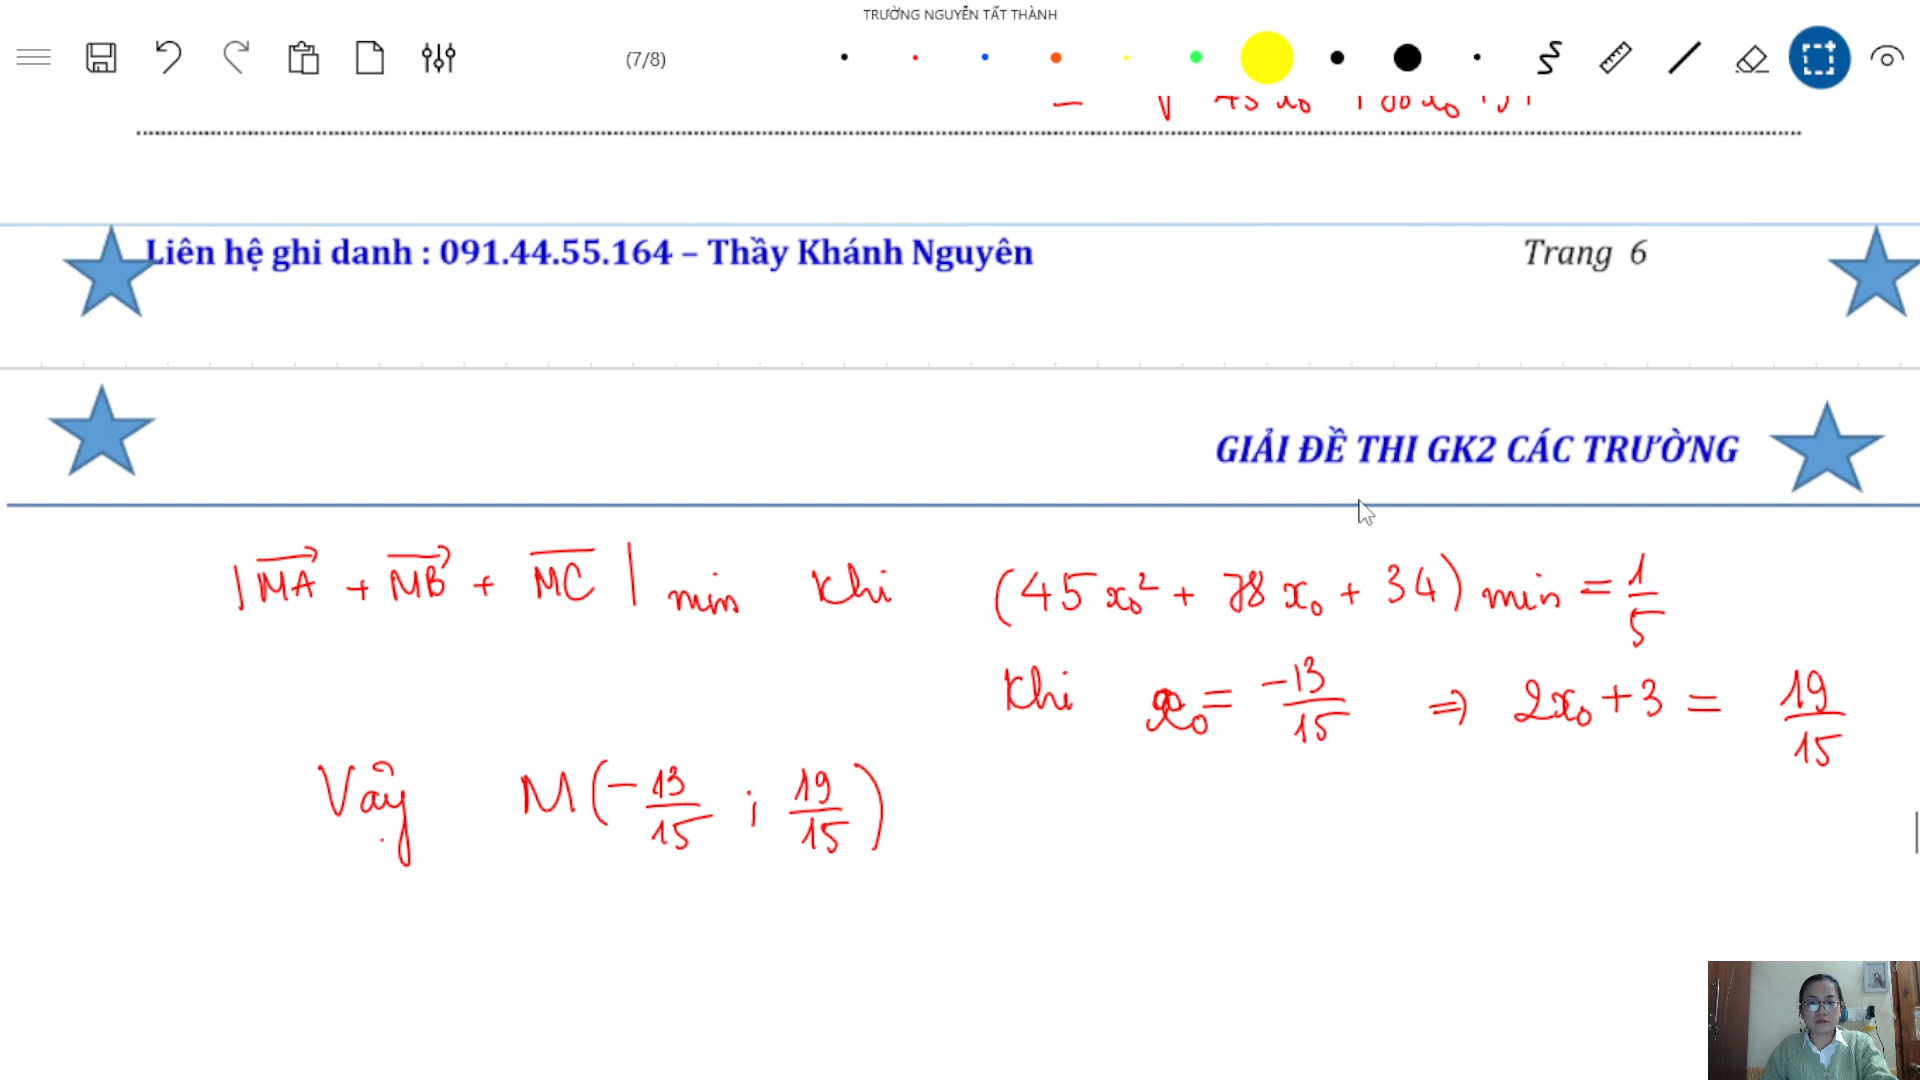 TRƯỜNG NGUYỄN TẤT THÀNH
(7/8)
Liên hệ ghi danh : 091.44.55.164 – Thầy Khánh Nguyên
Trang 6
GIẢI ĐỀ THI GK2 CÁC TRƯỜNG
|MA + MB + MC| min khi (45x₀² + 78x₀ + 34) min = 1/5
khi x₀ = -13/15 ⇒ 2x₀ + 3 = 19/15
Vậy M(-13/15 ; 19/15)